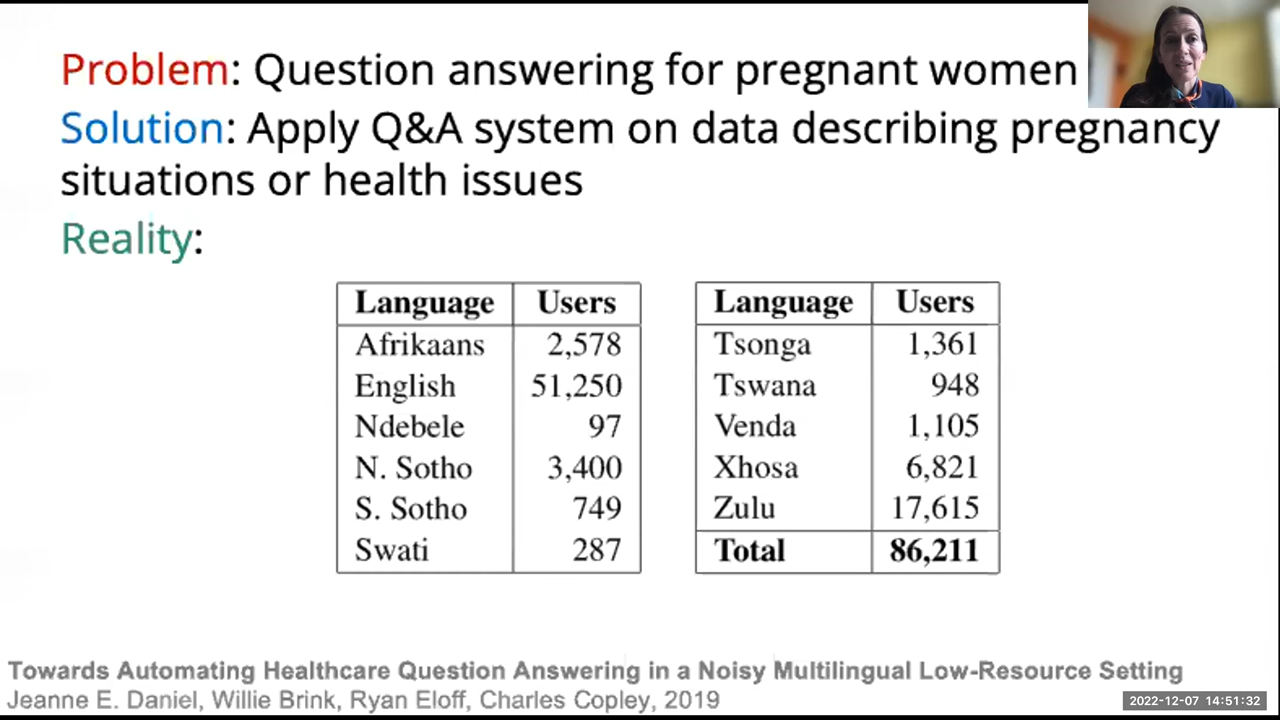 Problem: Question answering for pregnant women
Solution: Apply Q&A system on data describing pregnancy
situations or health issues
Reality:
Language Users
Afrikaans 2,578
English 51,250
Ndebele 97
N. Sotho 3,400
S. Sotho 749
Swati 287
Language Users
Tsonga 1,361
Tswana 948
Venda 1,105
Xhosa 6,821
Zulu 17,615
Total 86,211
Towards Automating Healthcare Question Answering in a Noisy Multilingual Low-Resource Setting
Jeanne E. Daniel, Willie Brink, Ryan Eloff, Charles Copley, 2019
2022-12-07 14:51:32